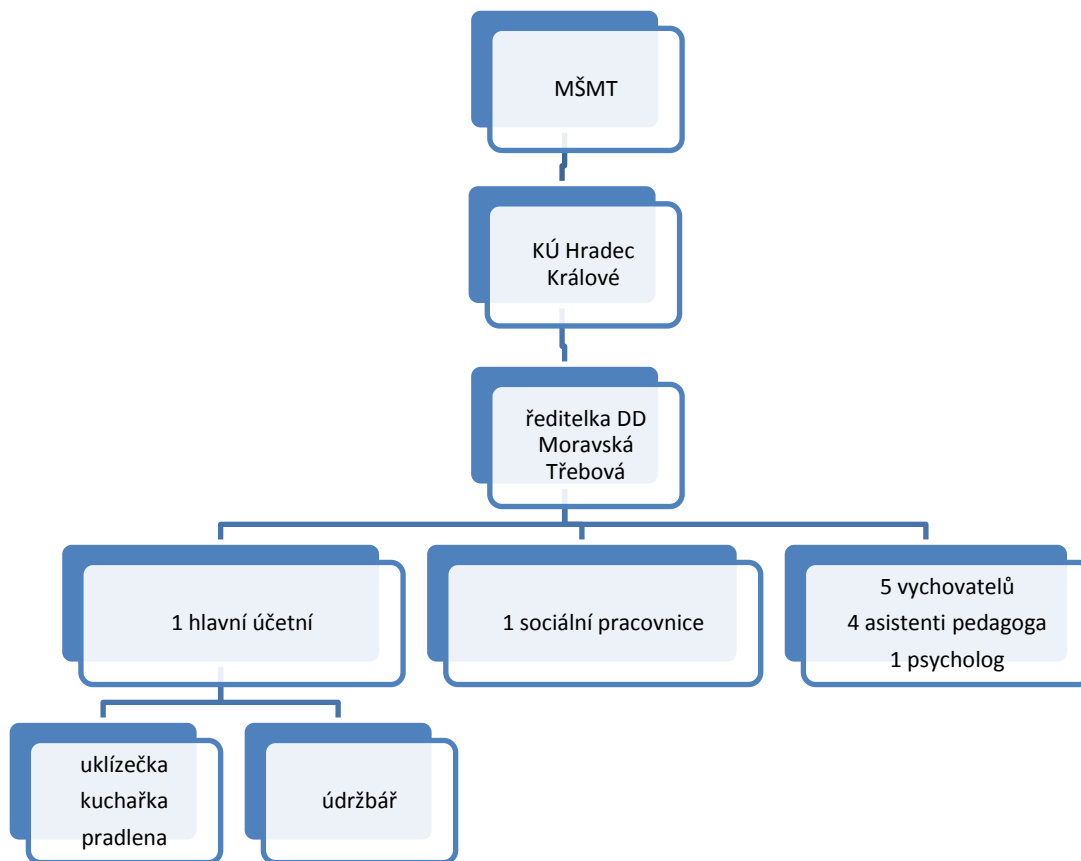 MŠMT
KÚ Hradec
Králové
ředitelka DD
Moravská
Třebová
1 hlavní účetní
1 sociální pracovnice
5 vychovatelů
4 asistenti pedagoga
1 psycholog
uklízečka
kuchařka
pradlena
údržbář